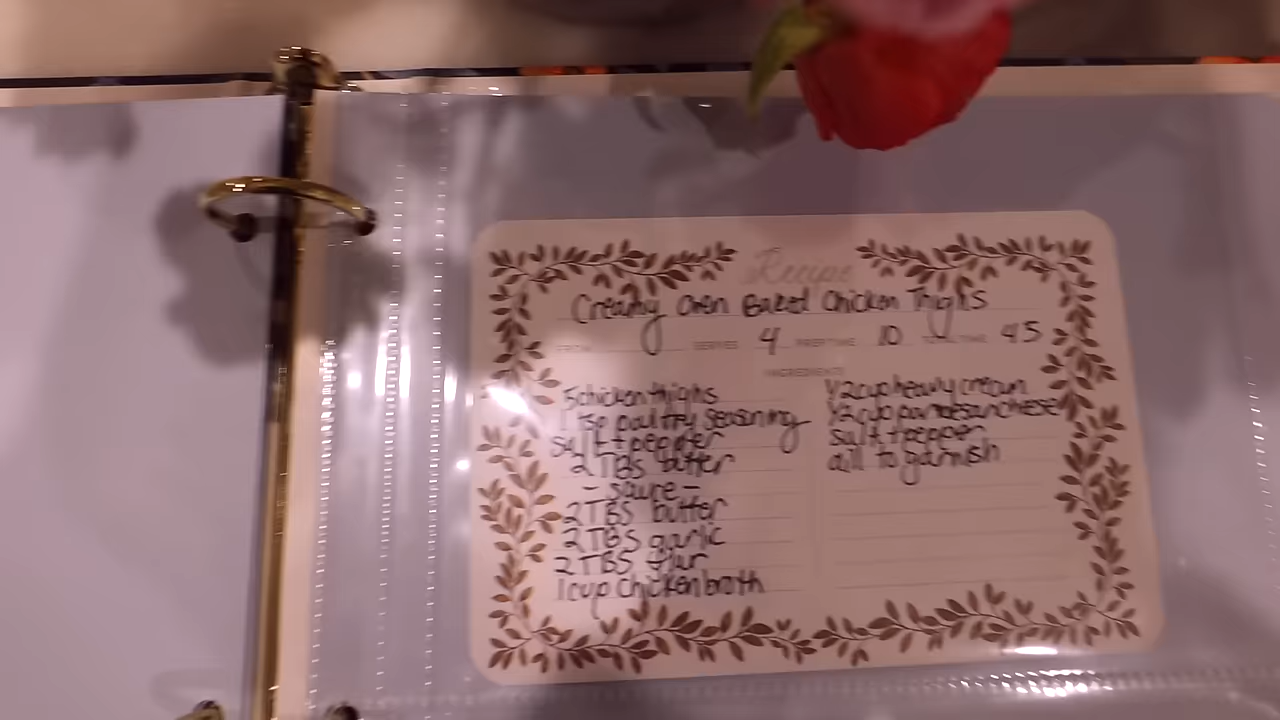 Recipe
Creamy Oven Baked Chicken Thighs
SERVES 4 PREP TIME 10 TOTAL TIME 45
INGREDIENTS
5 chicken thighs
1 tsp poultry seasoning
salt + pepper
2 TBS butter
- sauce -
2 TBS butter
2 TBS garlic
2 TBS flur
1 cup chicken broth
1/2 cup heavy cream
1/2 cup parmesan cheese
salt + pepper
dill to garnish